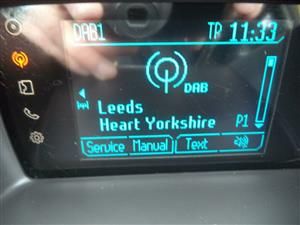 DAB1 TP 11:33
DAB
Leeds
Heart Yorkshire P1
Service Manual Text